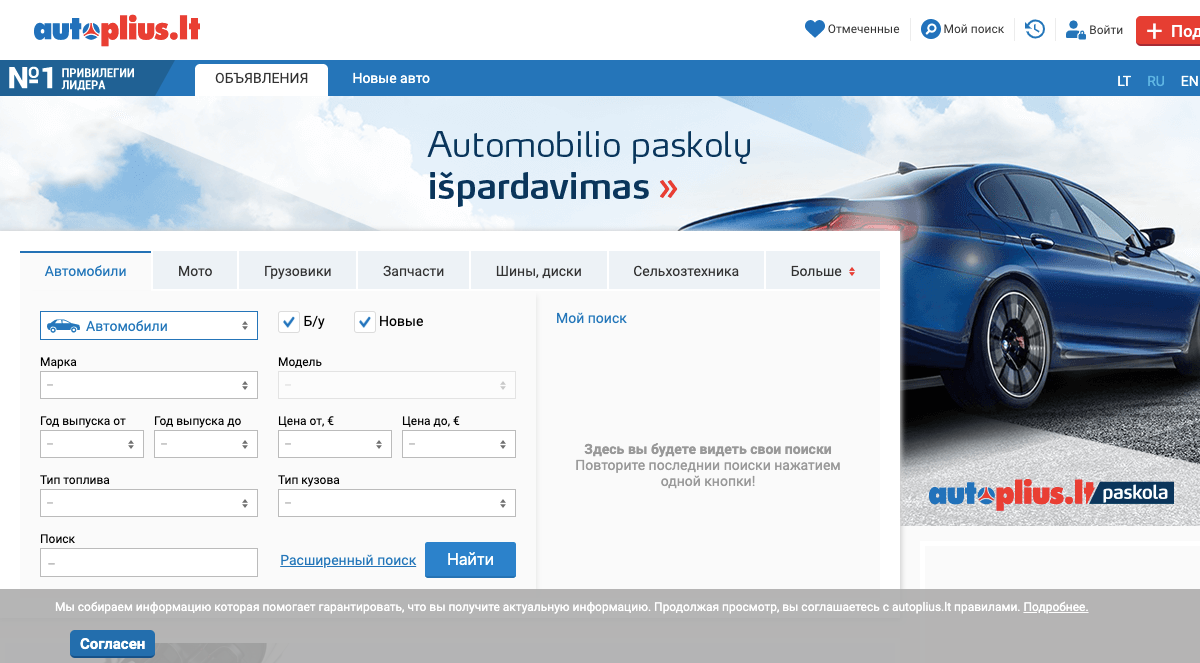 autoplius.lt
Отмеченные
Мой поиск
Войти
+ Под
№1 ПРИВИЛЕГИИ
ЛИДЕРА
ОБЪЯВЛЕНИЯ
Новые авто
LT RU EN
Automobilio paskolų
išpardavimas »
Автомобили
Мото
Грузовики
Запчасти
Шины, диски
Сельхозтехника
Больше
Автомобили
Б/у
Новые
Мой поиск
Марка
Модель
–
–
Год выпуска от
Год выпуска до
Цена от, €
Цена до, €
–
–
–
–
Тип топлива
Тип кузова
–
–
Здесь вы будете видеть свои поиски
Повторите последнии поиски нажатием
одной кнопки!
autoplius.lt paskola
Поиск
–
Расширенный поиск
Найти
Мы собираем информацию которая помогает гарантировать, что вы получите актуальную информацию. Продолжая просмотр, вы соглашаетесь с autoplius.lt правилами. Подробнее.
Согласен